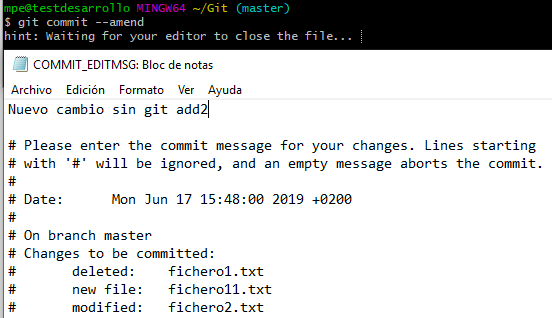 mpe@testdesarrollo MINGW64 ~/Git (master)
$ git commit --amend
hint: Waiting for your editor to close the file...
COMMIT_EDITMSG: Bloc de notas
Archivo Edición Formato Ver Ayuda
Nuevo cambio sin git add2
# Please enter the commit message for your changes. Lines starting
# with '#' will be ignored, and an empty message aborts the commit.
#
# Date:      Mon Jun 17 15:48:00 2019 +0200
#
# On branch master
# Changes to be committed:
#       deleted:    fichero1.txt
#       new file:   fichero11.txt
#       modified:   fichero2.txt